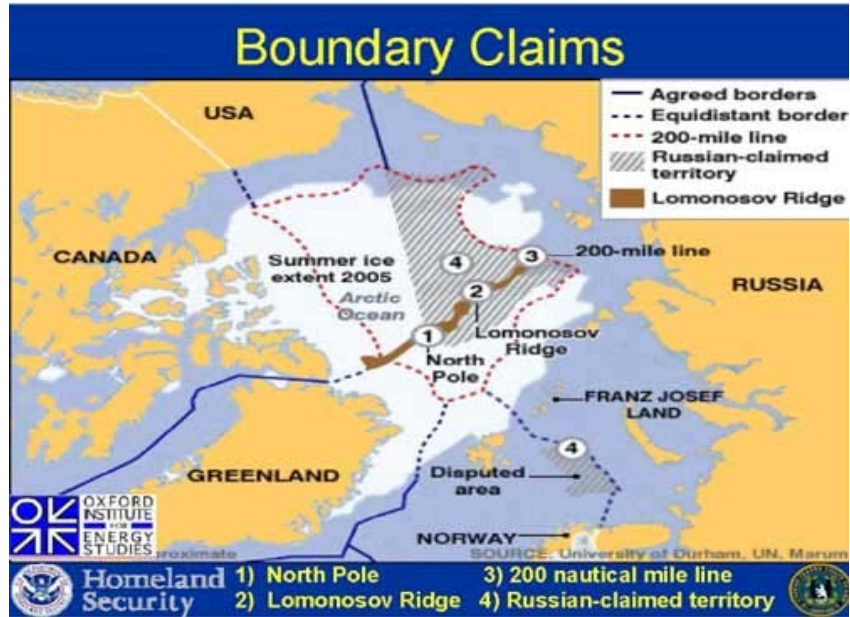 Boundary Claims
Agreed borders
Equidistant border
200-mile line
Russian-claimed
territory
Lomonosov Ridge
USA
CANADA
Summer ice
extent 2005
Arctic
Ocean
4
3
200-mile line
2
RUSSIA
1
Lomonosov
Ridge
North
Pole
FRANZ JOSEF
LAND
4
GREENLAND
Disputed
area
NORWAY
OXFORD
INSTITUTE
FOR
ENERGY
STUDIES
SOURCE: University of Durham, UN, Marum
Homeland
Security
1) North Pole
3) 200 nautical mile line
2) Lomonosov Ridge
4) Russian-claimed territory